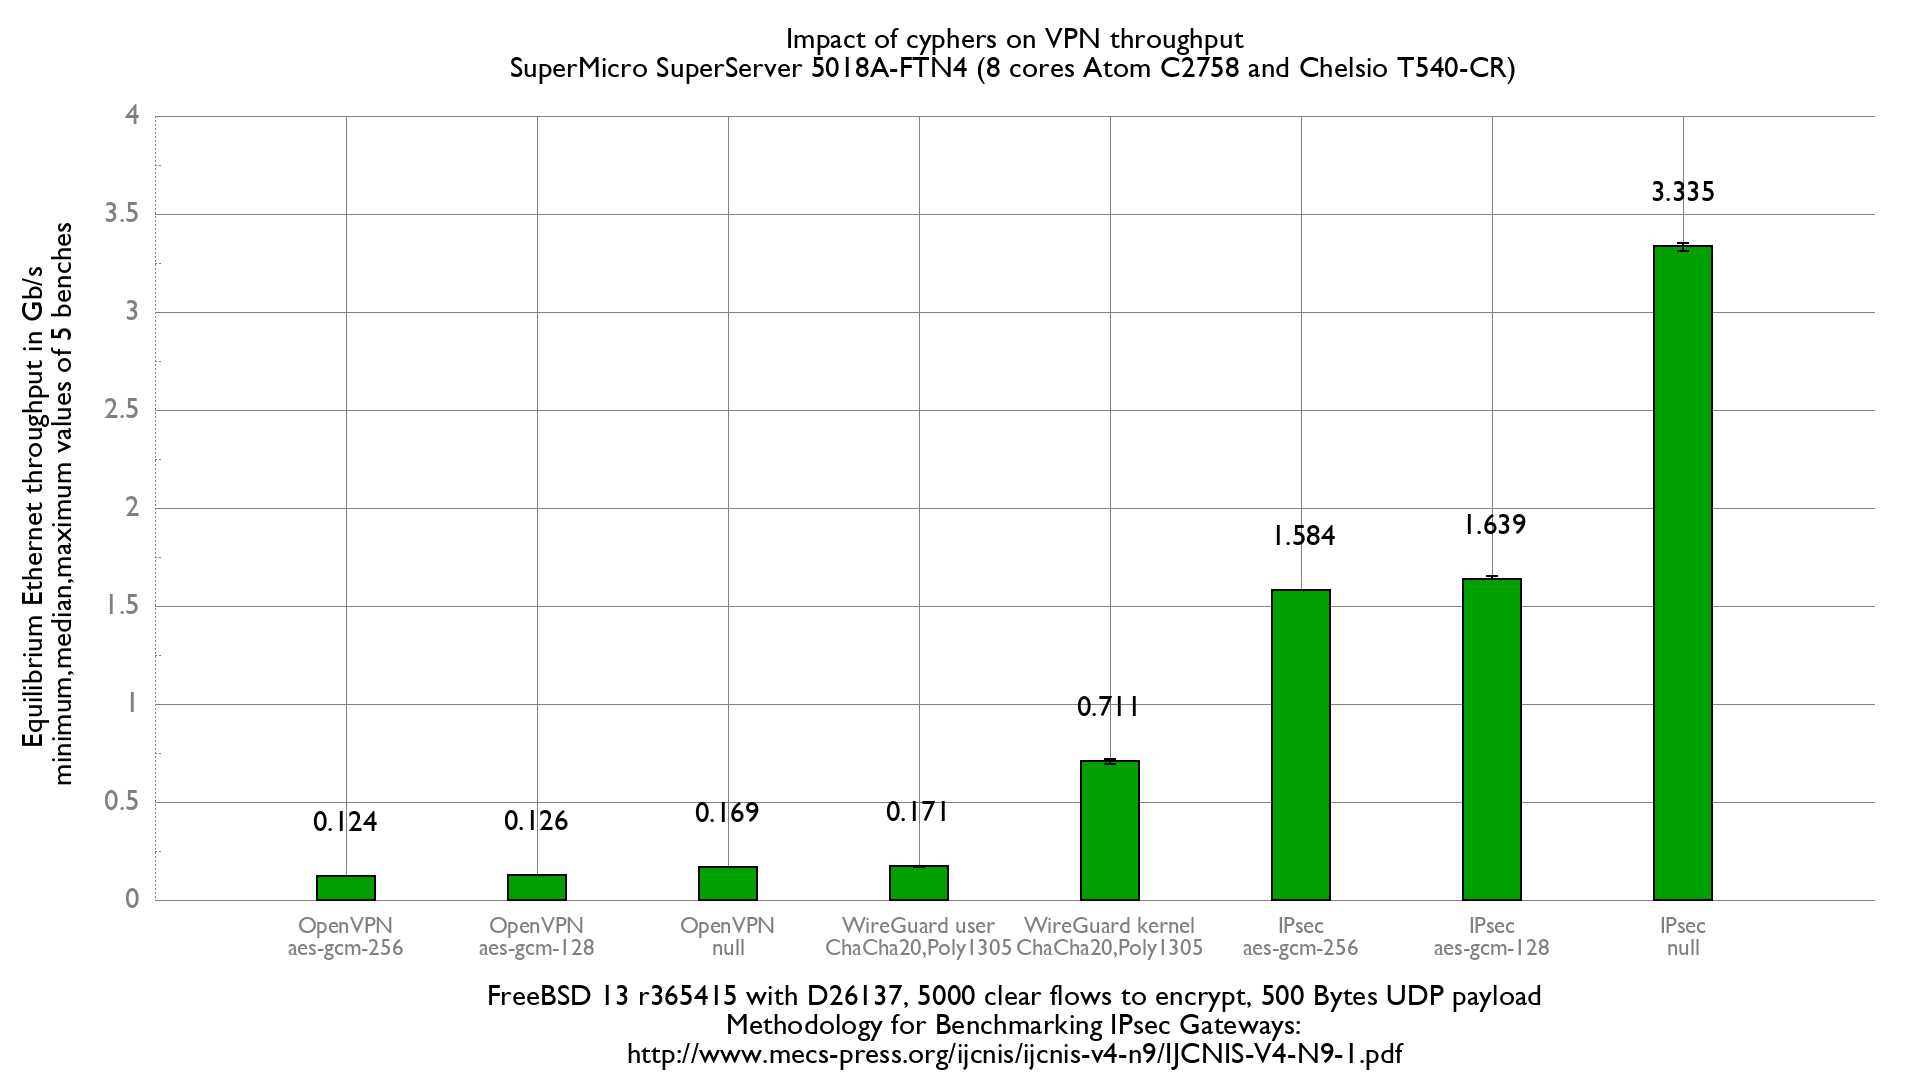 Impact of cyphers on VPN throughput
SuperMicro SuperServer 5018A-FTN4 (8 cores Atom C2758 and Chelsio T540-CR)
Equilibrium Ethernet throughput in Gb/s
minimum,median,maximum values of 5 benches
4
3.5
3
2.5
2
1.5
1
0.5
0
0.124
0.126
0.169
0.171
0.711
1.584
1.639
3.335
OpenVPN
aes-gcm-256
OpenVPN
aes-gcm-128
OpenVPN
null
WireGuard user
ChaCha20,Poly1305
WireGuard kernel
ChaCha20,Poly1305
IPsec
aes-gcm-256
IPsec
aes-gcm-128
IPsec
null
FreeBSD 13 r365415 with D26137, 5000 clear flows to encrypt, 500 Bytes UDP payload
Methodology for Benchmarking IPsec Gateways:
http://www.mecs-press.org/ijcnis/ijcnis-v4-n9/IJCNIS-V4-N9-1.pdf